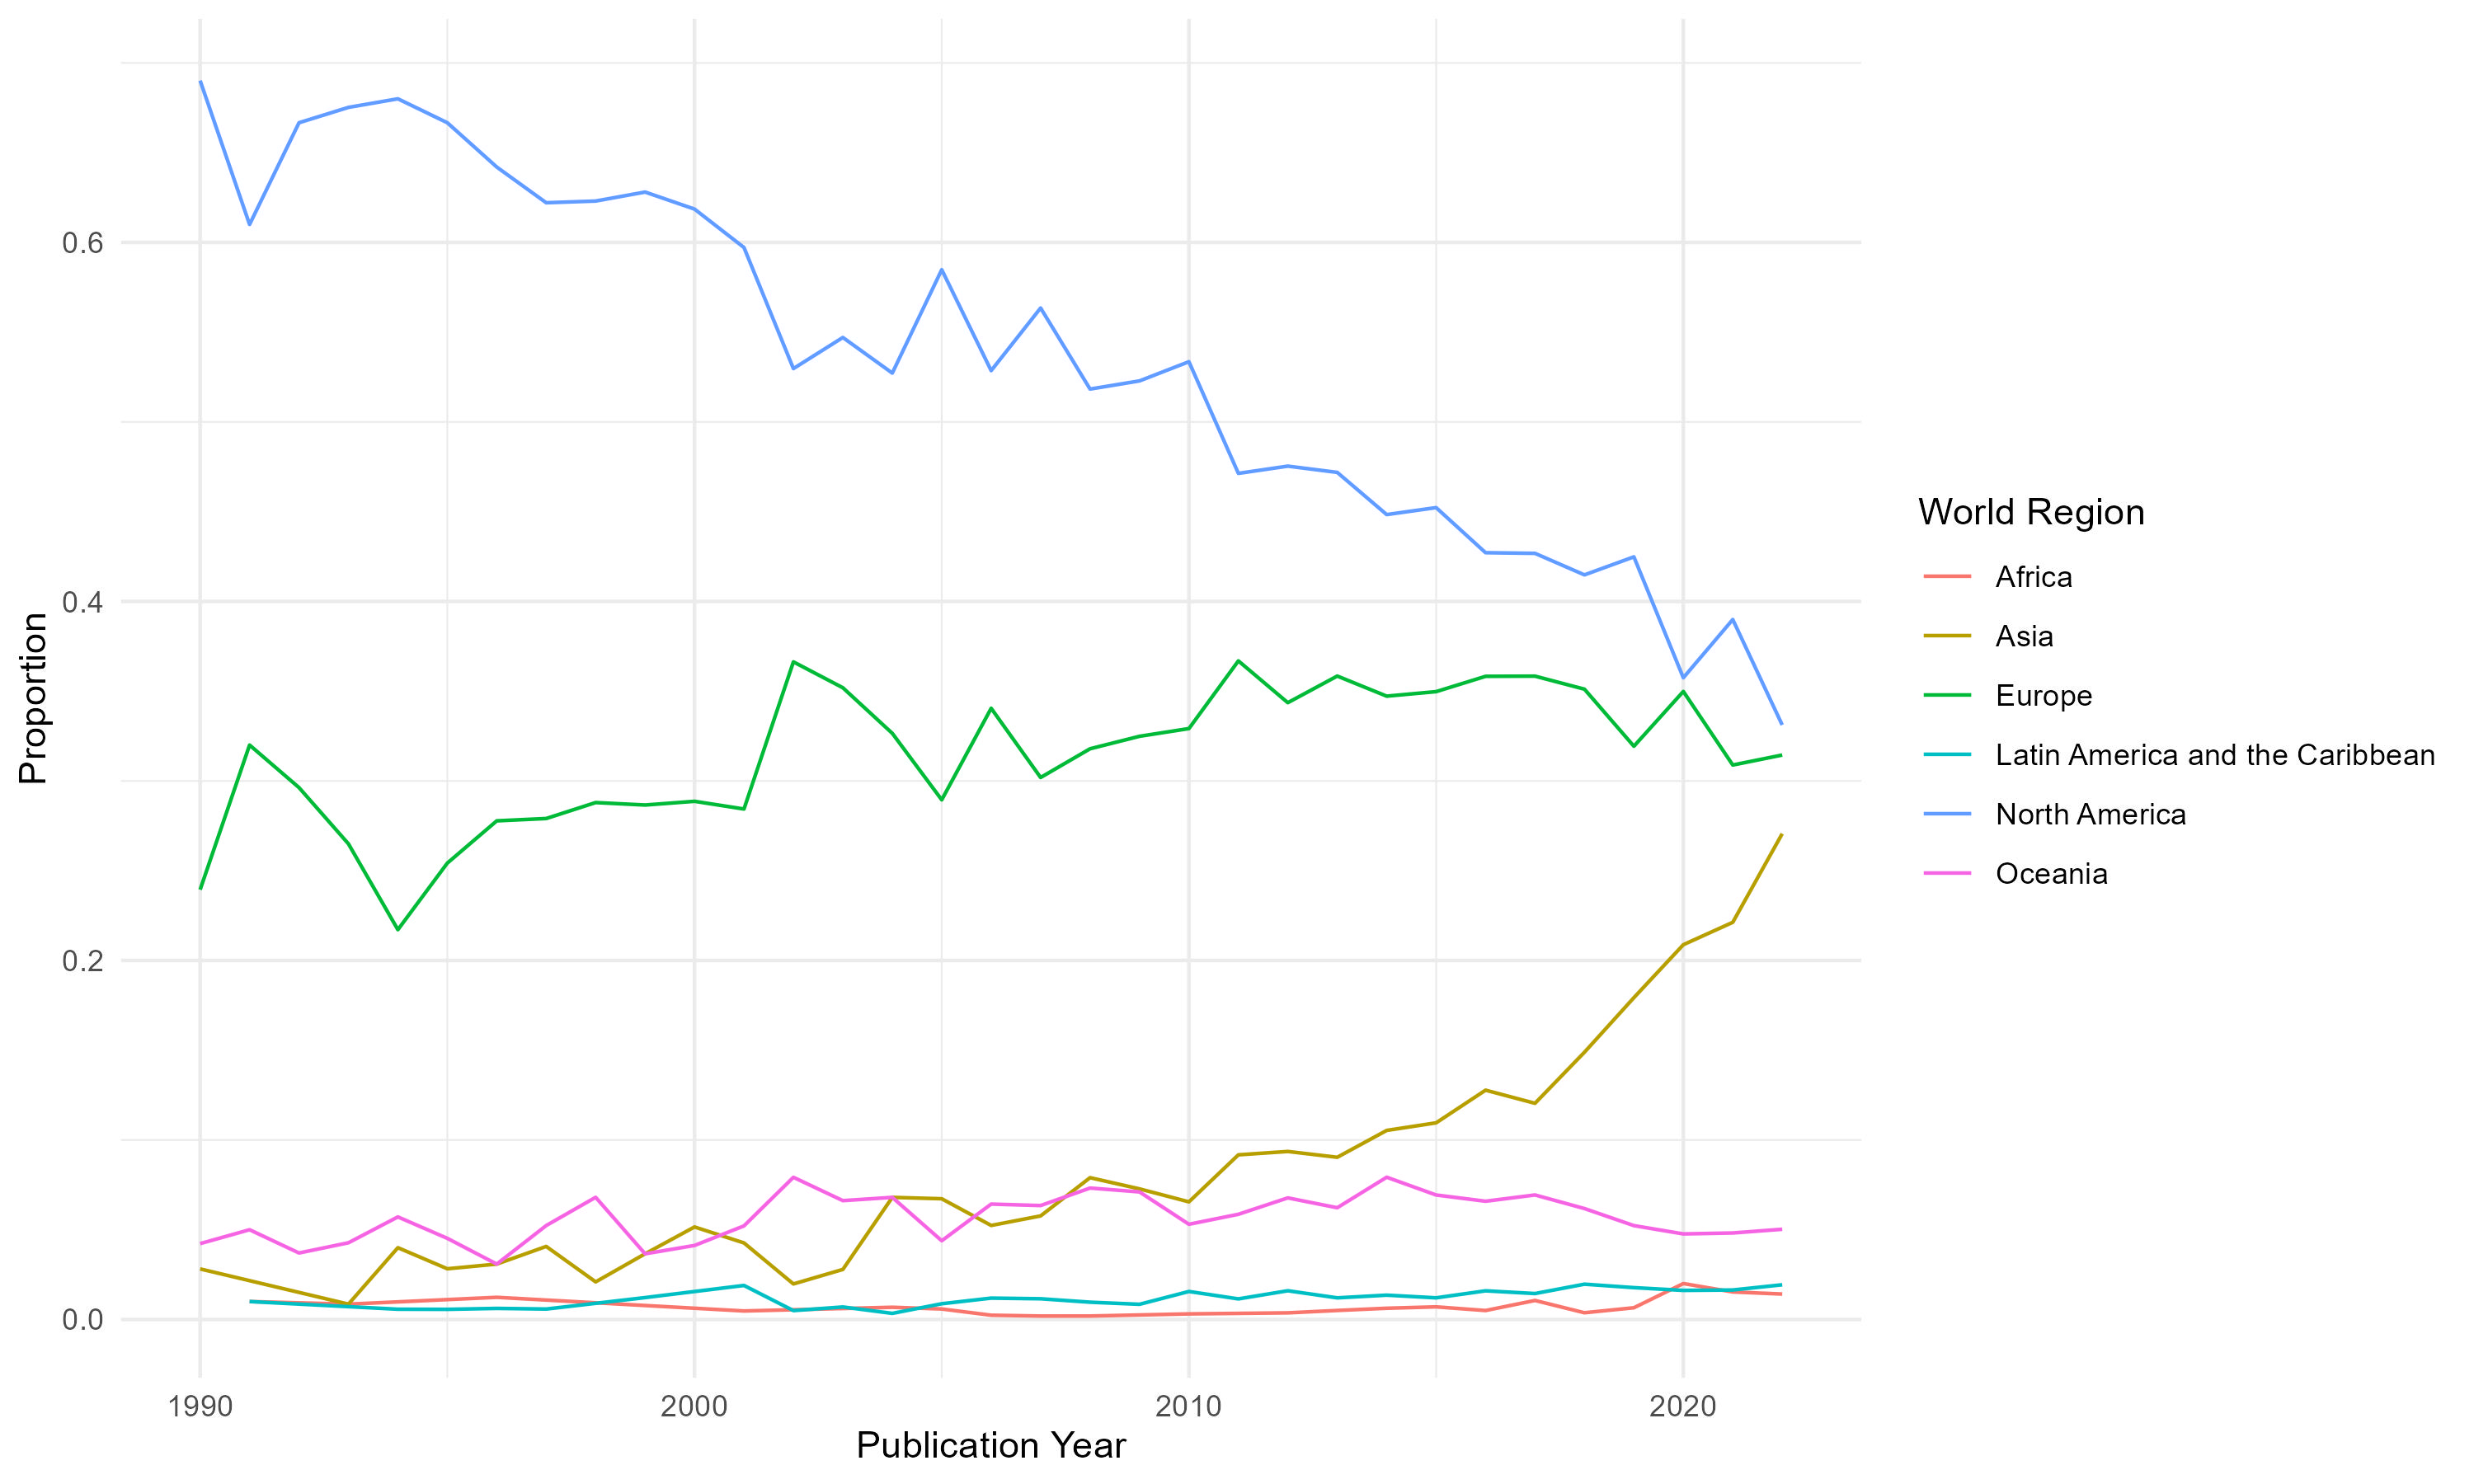 0.6
0.4
0.2
0.0
Proportion
1990
2000
2010
2020
Publication Year
World Region
Africa
Asia
Europe
Latin America and the Caribbean
North America
Oceania